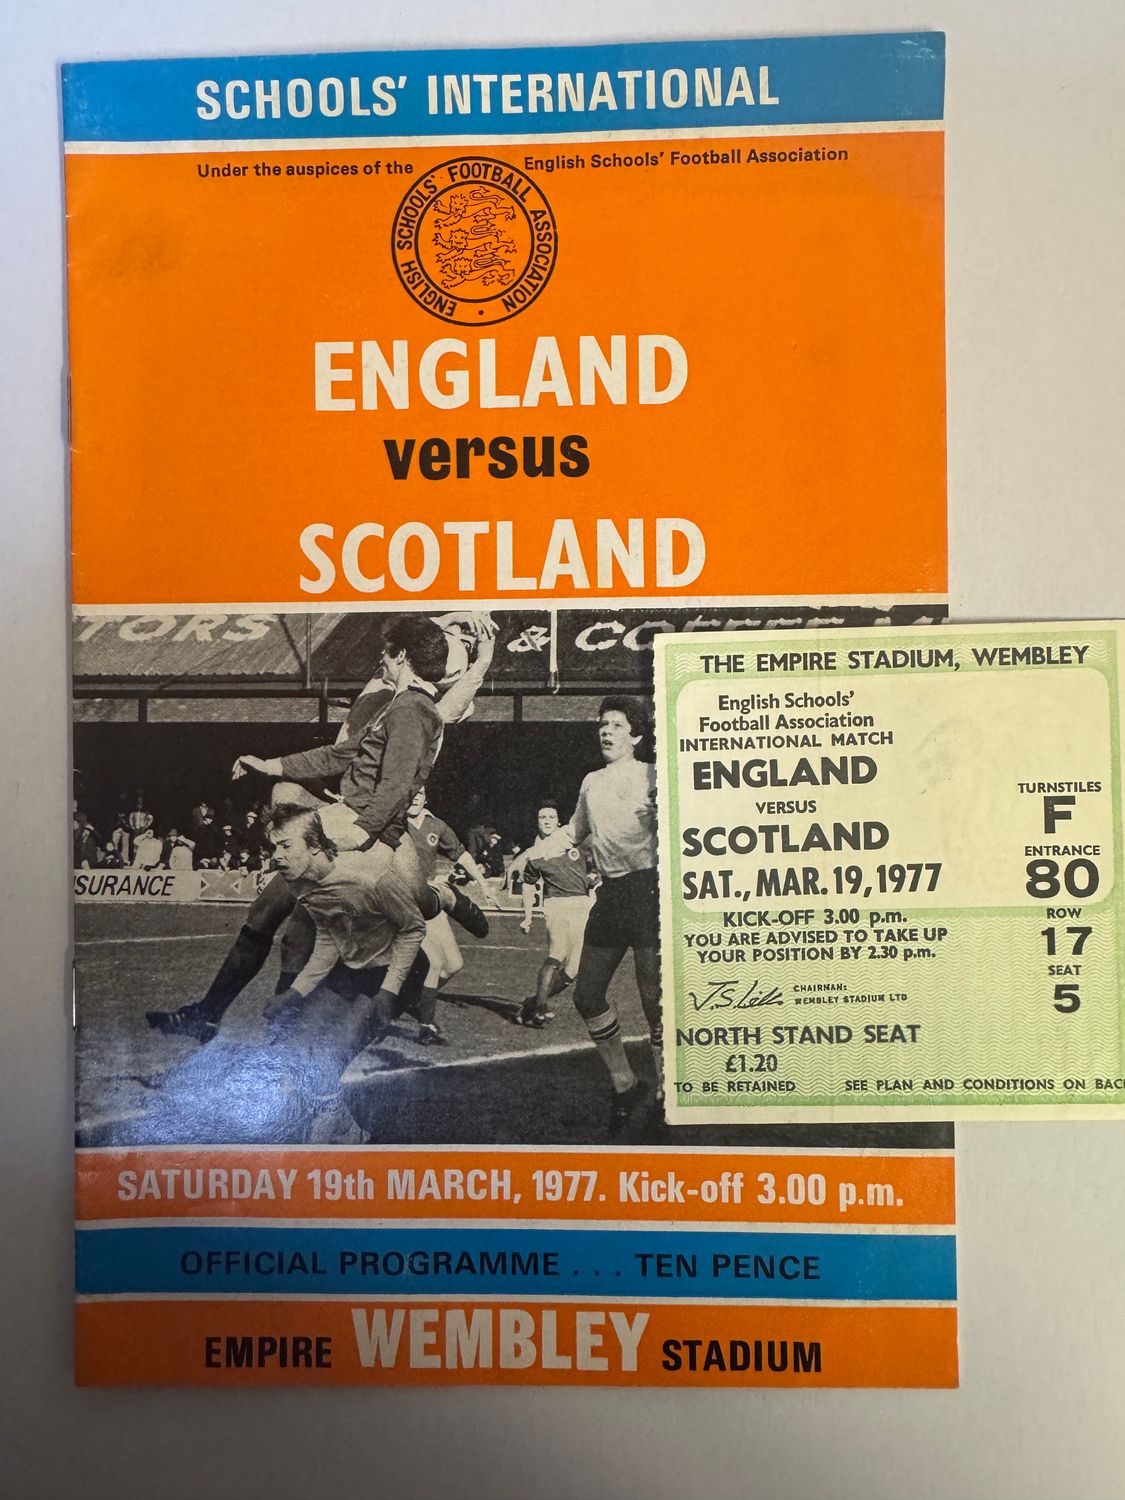 SCHOOLS' INTERNATIONAL
Under the auspices of the English Schools' Football Association
ENGLISH SCHOOLS' FOOTBALL ASSOCIATION
ENGLAND
versus
SCOTLAND
TORS & COFFEE
SURANCE
SATURDAY 19th MARCH, 1977. Kick-off 3.00 p.m.
OFFICIAL PROGRAMME . . . TEN PENCE
EMPIRE WEMBLEY STADIUM
THE EMPIRE STADIUM, WEMBLEY
English Schools'
Football Association
INTERNATIONAL MATCH
ENGLAND
VERSUS
SCOTLAND
SAT., MAR. 19, 1977
KICK-OFF 3.00 p.m.
YOU ARE ADVISED TO TAKE UP
YOUR POSITION BY 2.30 p.m.
CHAIRMAN:
WEMBLEY STADIUM LTD
NORTH STAND SEAT
£1.20
TO BE RETAINED SEE PLAN AND CONDITIONS ON BAC
TURNSTILES
F
ENTRANCE
80
ROW
17
SEAT
5